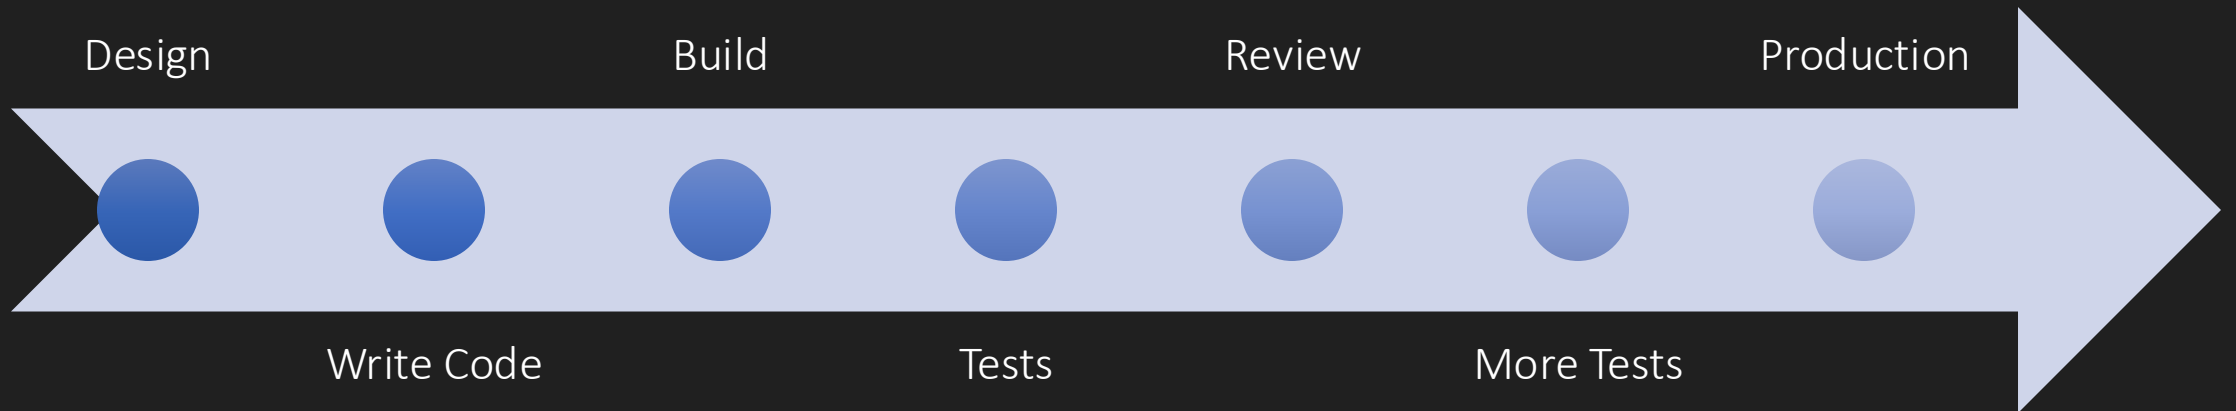 Design
Write Code
Build
Tests
Review
More Tests
Production